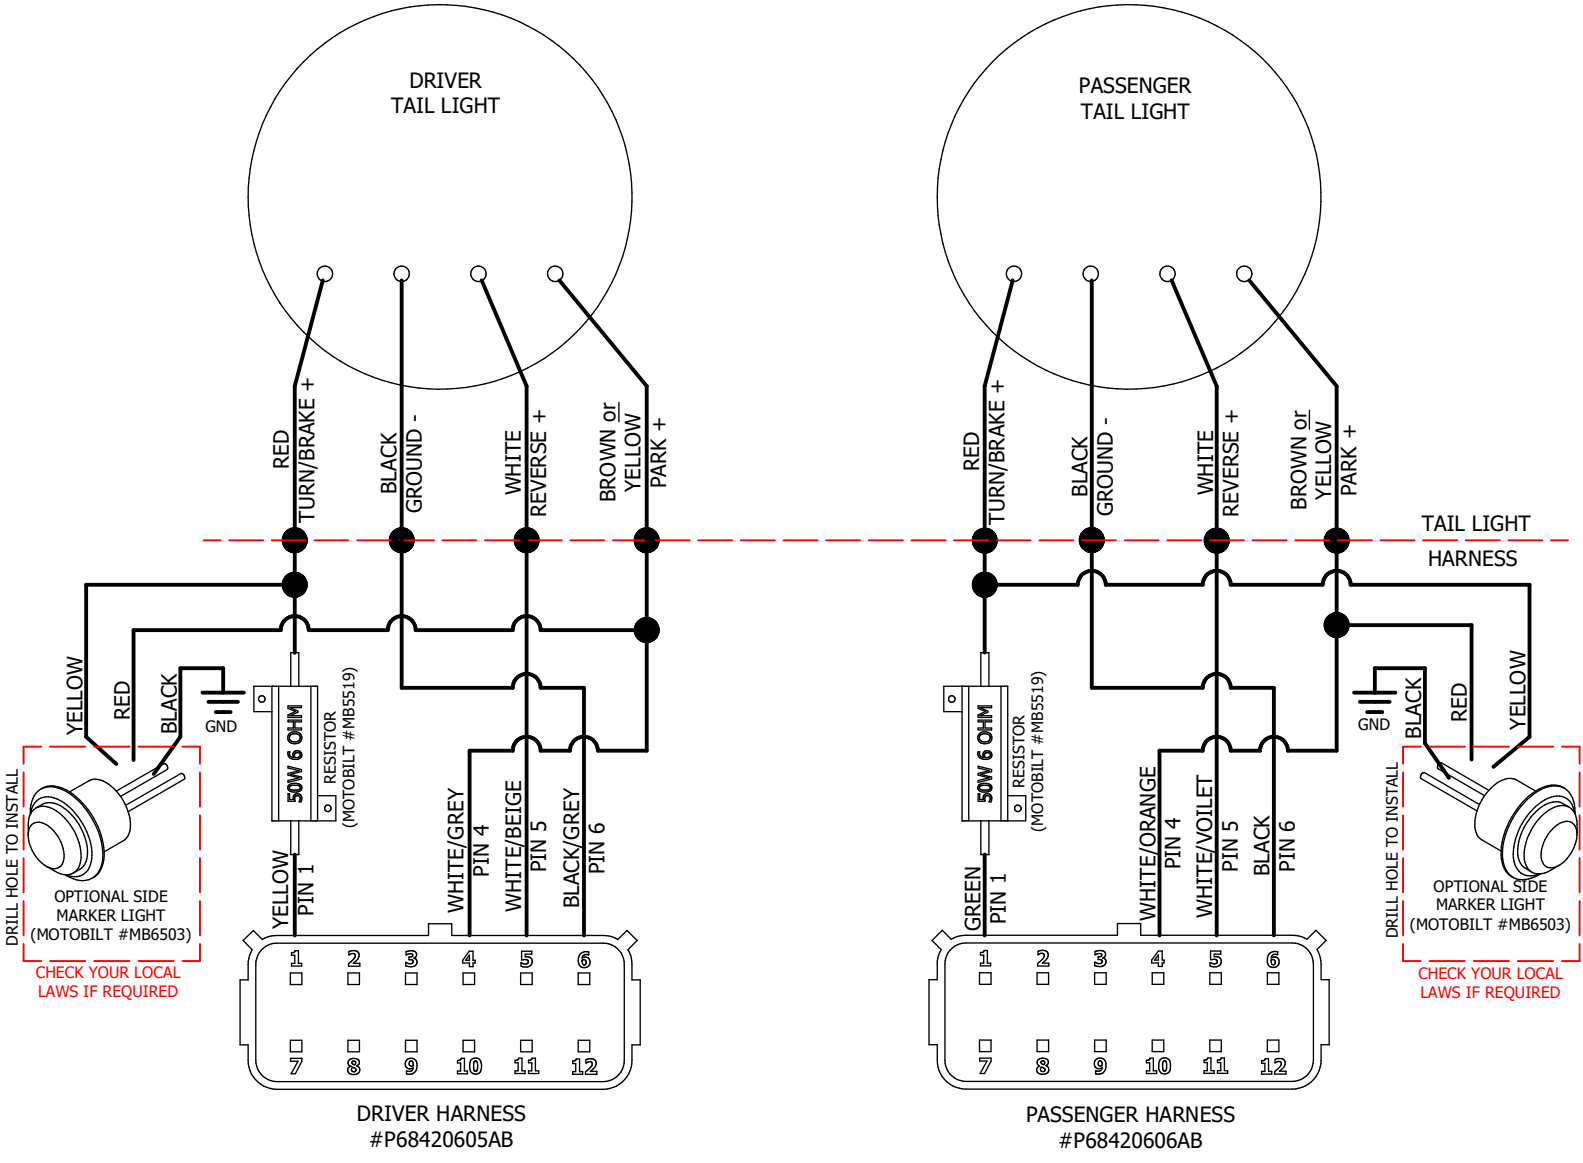 DRIVER
TAIL LIGHT
PASSENGER
TAIL LIGHT
RED
TURN/BRAKE +
BLACK
GROUND -
WHITE
REVERSE +
BROWN or
YELLOW
PARK +
RED
TURN/BRAKE +
BLACK
GROUND -
WHITE
REVERSE +
BROWN or
YELLOW
PARK +
TAIL LIGHT
HARNESS
YELLOW
RED
BLACK
GND
50W 6 OHM
RESISTOR
(MOTOBILT #MB5519)
DRILL HOLE TO INSTALL
OPTIONAL SIDE
MARKER LIGHT
(MOTOBILT #MB6503)
CHECK YOUR LOCAL
LAWS IF REQUIRED
YELLOW
PIN 1
WHITE/GREY
PIN 4
WHITE/BEIGE
PIN 5
BLACK/GREY
PIN 6
1 2 3 4 5 6
7 8 9 10 11 12
DRIVER HARNESS
#P68420605AB
50W 6 OHM
RESISTOR
(MOTOBILT #MB5519)
GREEN
PIN 1
WHITE/ORANGE
PIN 4
WHITE/VOILET
PIN 5
BLACK
PIN 6
GND
BLACK
RED
YELLOW
DRILL HOLE TO INSTALL
OPTIONAL SIDE
MARKER LIGHT
(MOTOBILT #MB6503)
CHECK YOUR LOCAL
LAWS IF REQUIRED
1 2 3 4 5 6
7 8 9 10 11 12
PASSENGER HARNESS
#P68420606AB